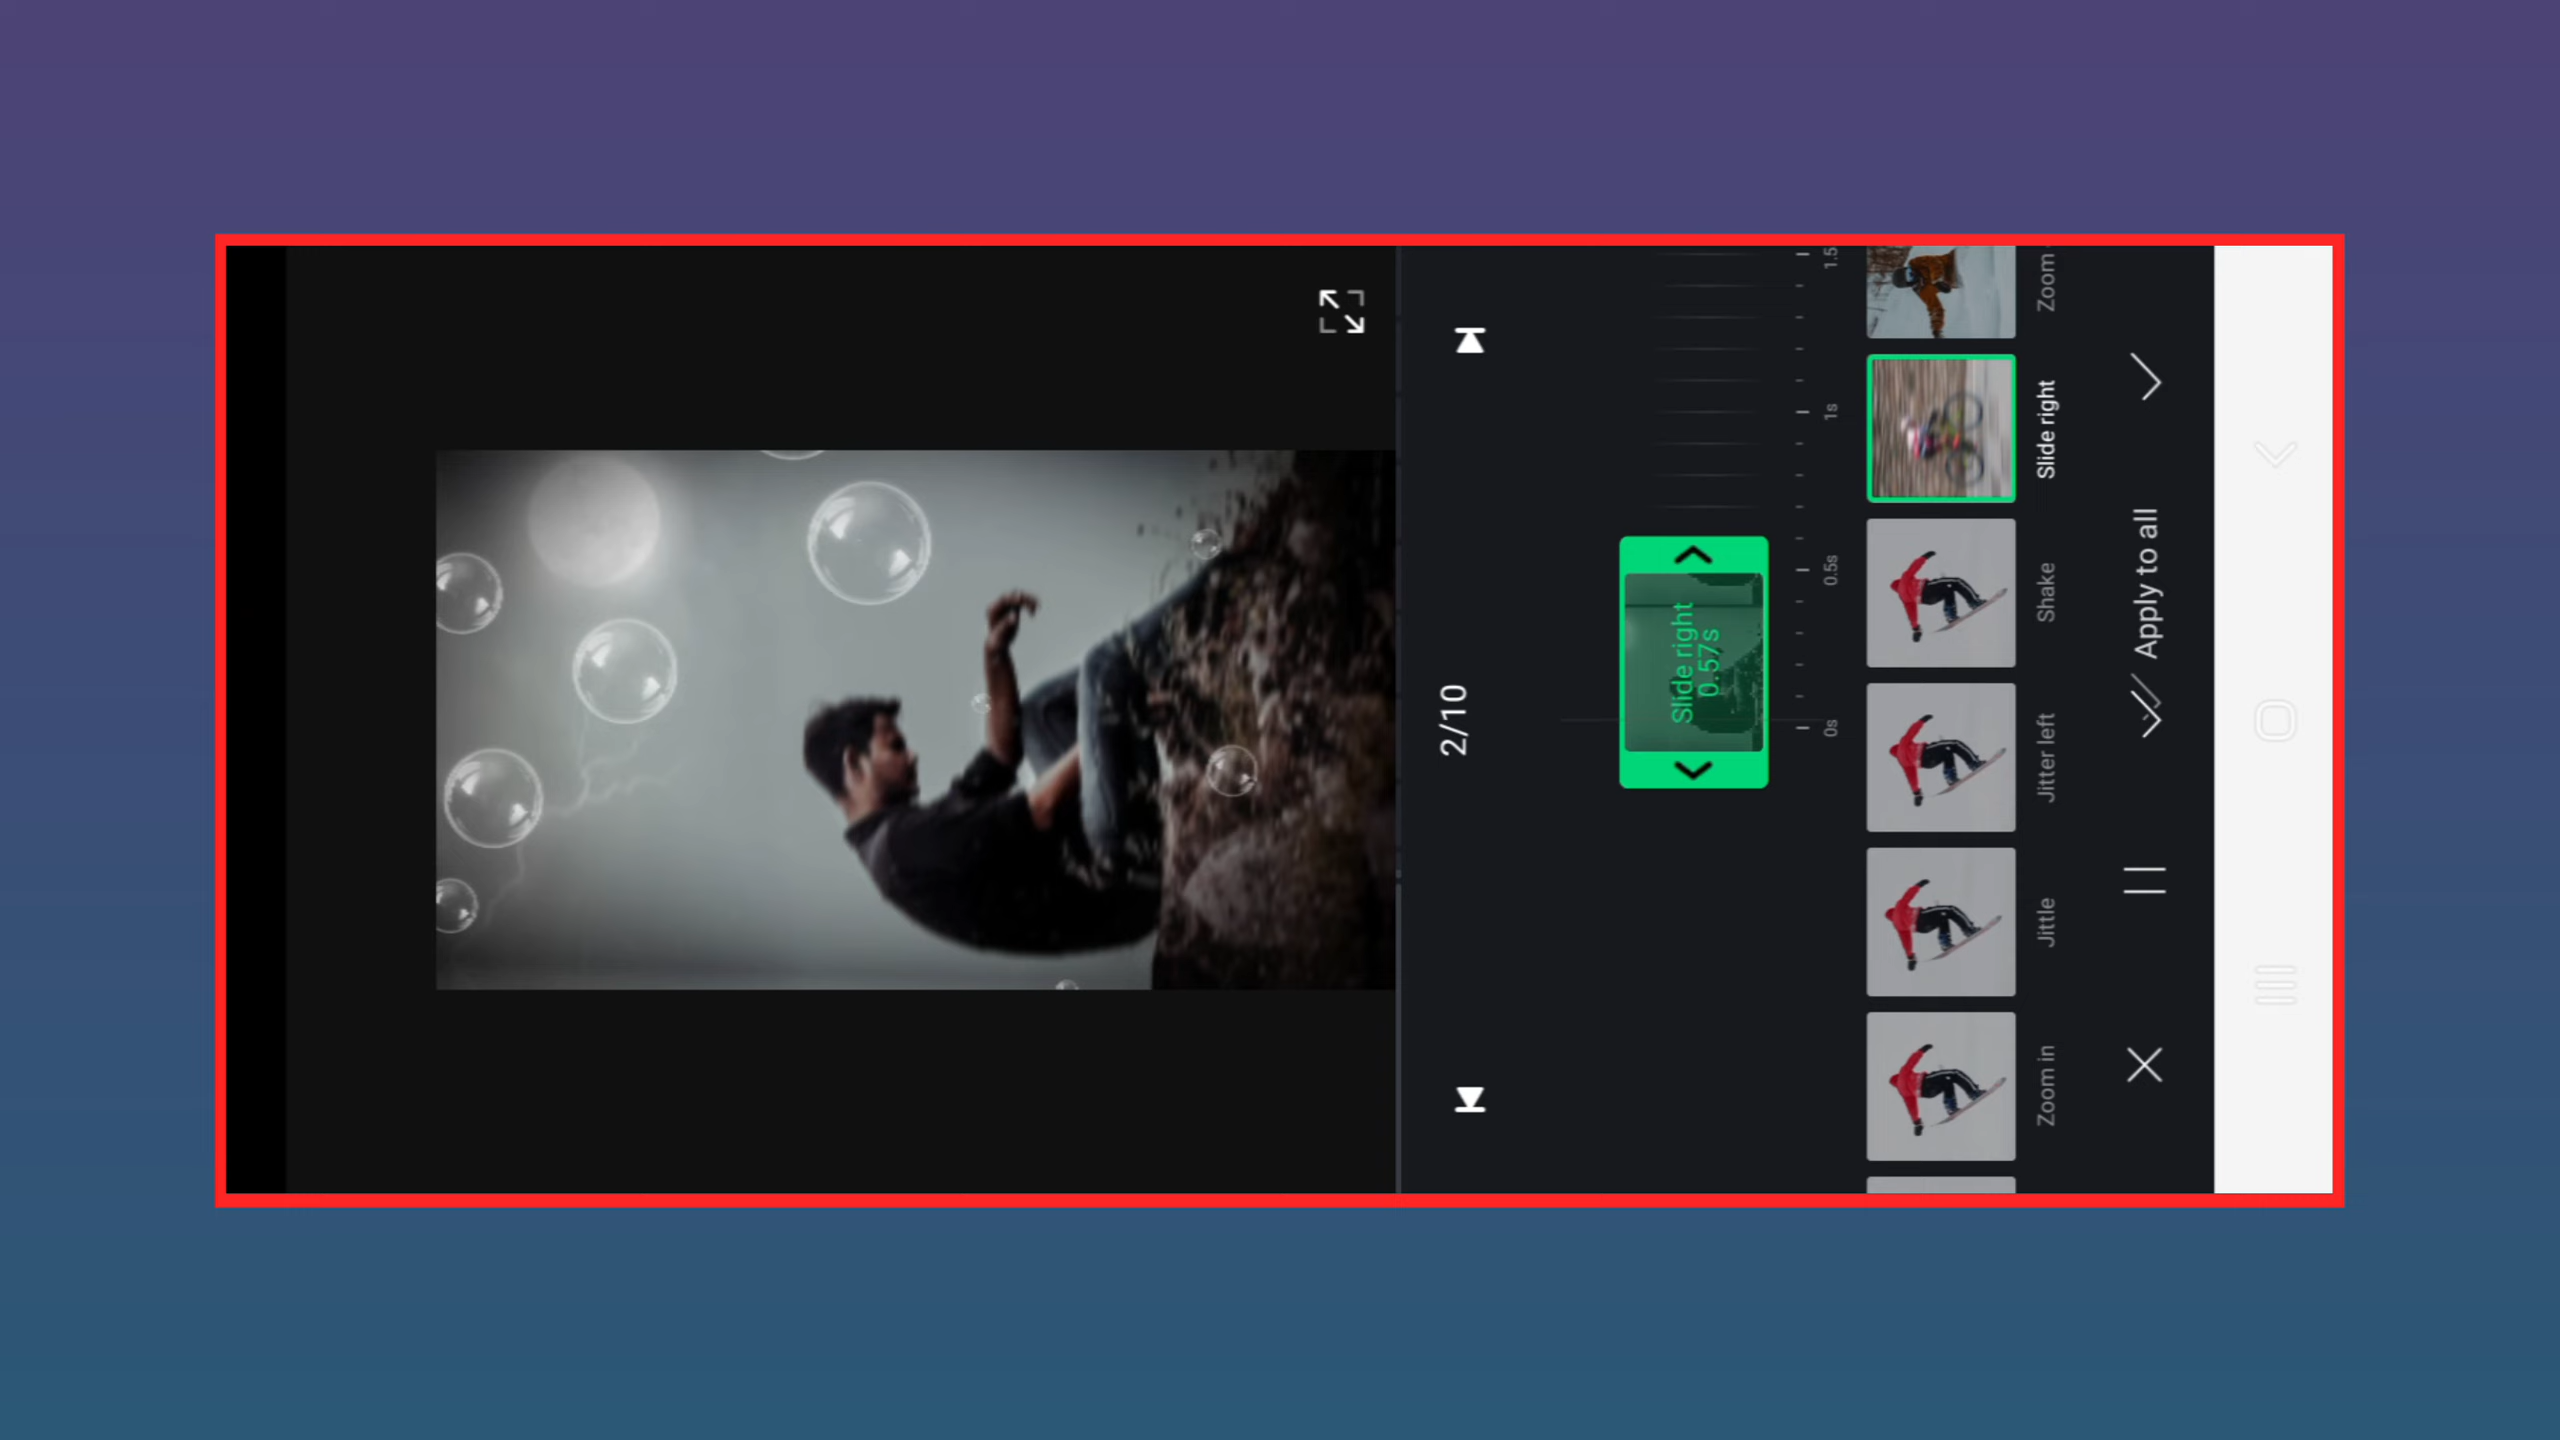 2/10
Slide right
0.57s
0s
0.5s
1s
1.5
Zoom in
Jittle
Jitter left
Shake
Slide right
Zoom
Apply to all